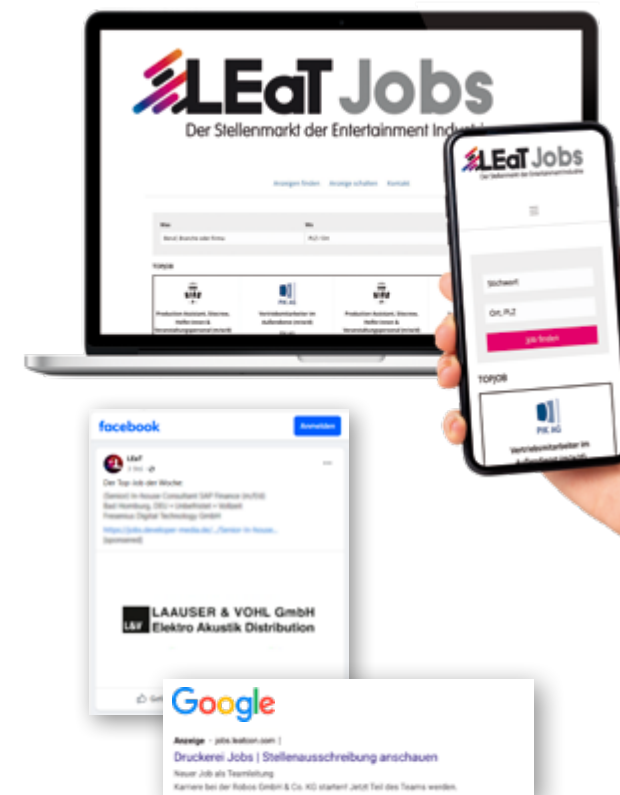 LEaT Jobs
Der Stellenmarkt der Entertainment
Anzeigen finden Anzeige schalten Kontakt
Was
Wo
Beruf, Branche oder Firma
PLZ / Ort
TOPJOB
PIK AG
Production Assistant, Stecrew,
Helfer:innen &
Veranstaltungspersonal (m/w/d)
Vertriebsmitarbeiter im
Außendienst (m/w/d)
PIK AG
Production Assistant, Stecrew,
Helfer:innen &
Veranstaltungspersonal (m/w/d)
LEaT Jobs
Der Stellenmarkt der Entertainment Industrie
Stichwort
Ort, PLZ
Job finden
TOPJOB
PIK AG
Vertriebsmitarbeiter im
Außendienst (m/w/d)
facebook
Anmelden
LEaT
Der Top-Job der Woche:
(Senior) In-house Consultant SAP Finance (m/f/d)
Bad Homburg, DEU • Unbefristet • Vollzeit
Fresenius Digital Technology GmbH
https://jobs.developer-media.de/.../Senior-In-house...
[sponsored]
L&V
LAAUSER & VOHL GmbH
Elektro Akustik Distribution
Google
Anzeige · jobs.leatcon.com
Druckerei Jobs | Stellenausschreibung anschauen
Neuer Job als Teamleitung
Karriere bei der Robos GmbH & Co. KG starten! Jetzt Teil des Teams werden.